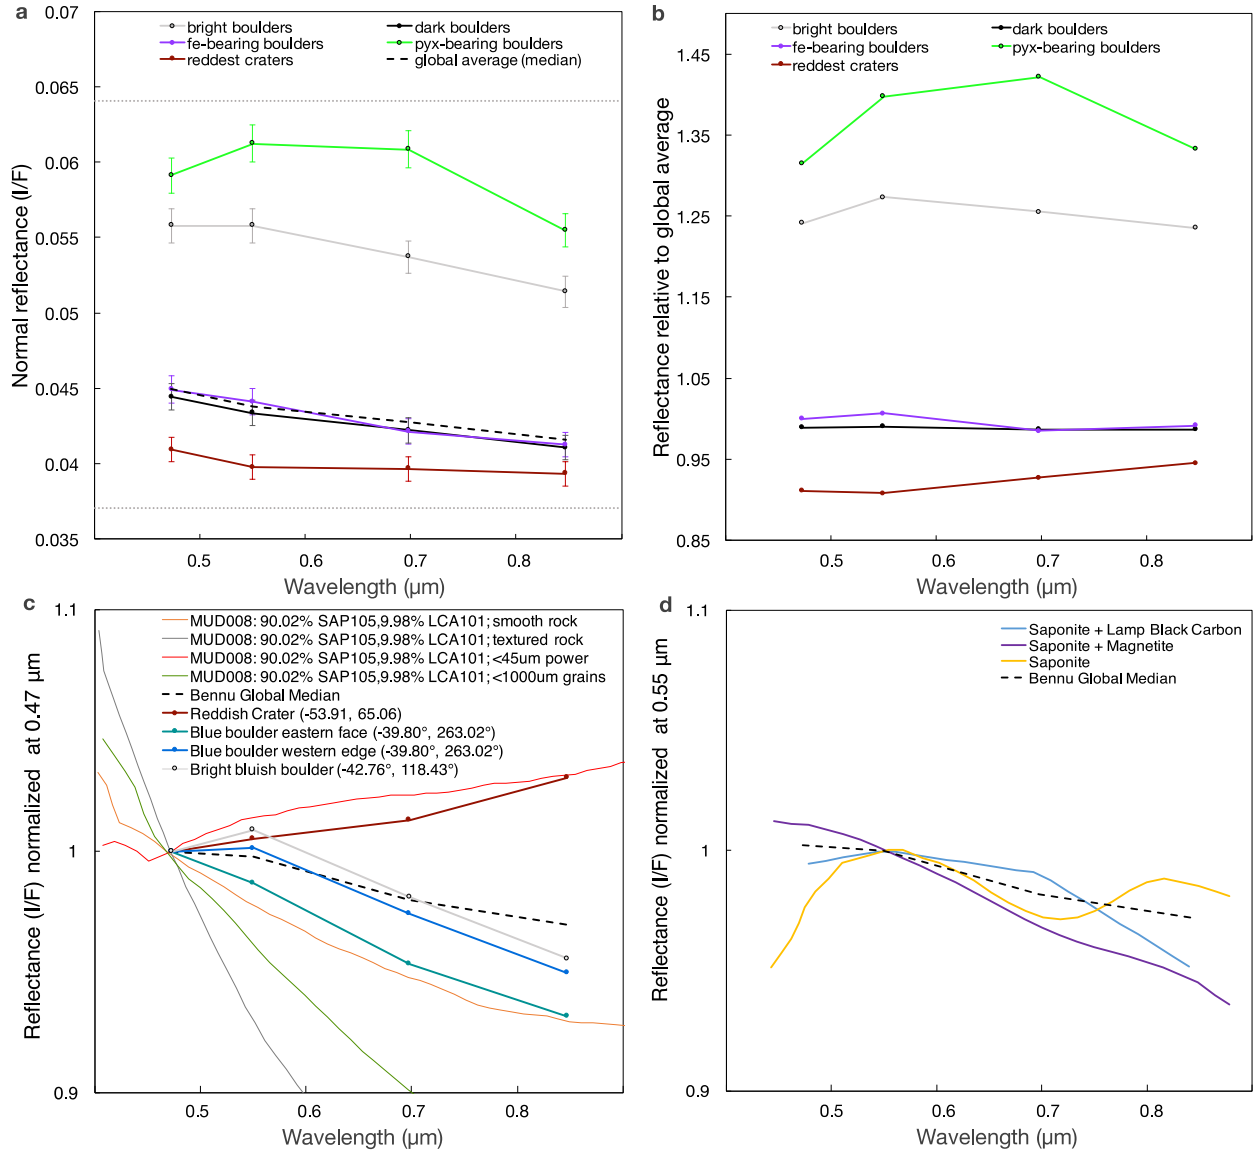 a
bright boulders
dark boulders
fe-bearing boulders
pyx-bearing boulders
reddest craters
global average (median)
0.07
0.065
0.06
0.055
0.05
0.045
0.04
0.035
Normal reflectance (I/F)
0.5
0.6
0.7
0.8
Wavelength (µm)
b
bright boulders
dark boulders
fe-bearing boulders
pyx-bearing boulders
reddest craters
1.45
1.35
1.25
1.15
1.05
0.95
0.85
Reflectance relative to global average
0.5
0.6
0.7
0.8
Wavelength (µm)
c
MUD008: 90.02% SAP105,9.98% LCA101; smooth rock
MUD008: 90.02% SAP105,9.98% LCA101; textured rock
MUD008: 90.02% SAP105,9.98% LCA101; <45um power
MUD008: 90.02% SAP105,9.98% LCA101; <1000um grains
Bennu Global Median
Reddish Crater (-53.91, 65.06)
Blue boulder eastern face (-39.80°, 263.02°)
Blue boulder western edge (-39.80°, 263.02°)
Bright bluish boulder (-42.76°, 118.43°)
1.1
1
0.9
Reflectance (I/F) normalized at 0.47 µm
0.5
0.6
0.7
0.8
Wavelength (µm)
d
Saponite + Lamp Black Carbon
Saponite + Magnetite
Saponite
Bennu Global Median
1.1
1
0.9
Reflectance (I/F) normalized at 0.55 µm
0.5
0.6
0.7
0.8
Wavelength (µm)